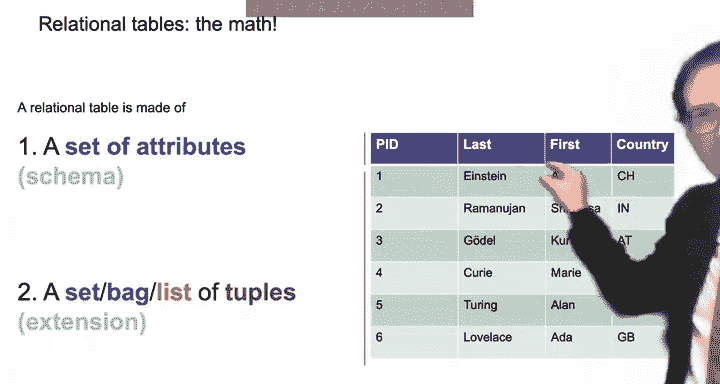 Relational tables: the math!
A relational table is made of
1. A set of attributes
(schema)
2. A set/bag/list of tuples
(extension)
PID Last First Country
1 Einstein CH
2 Ramanujan IN
3 Gödel AT
4 Curie Marie
5 Turing Alan
6 Lovelace Ada GB